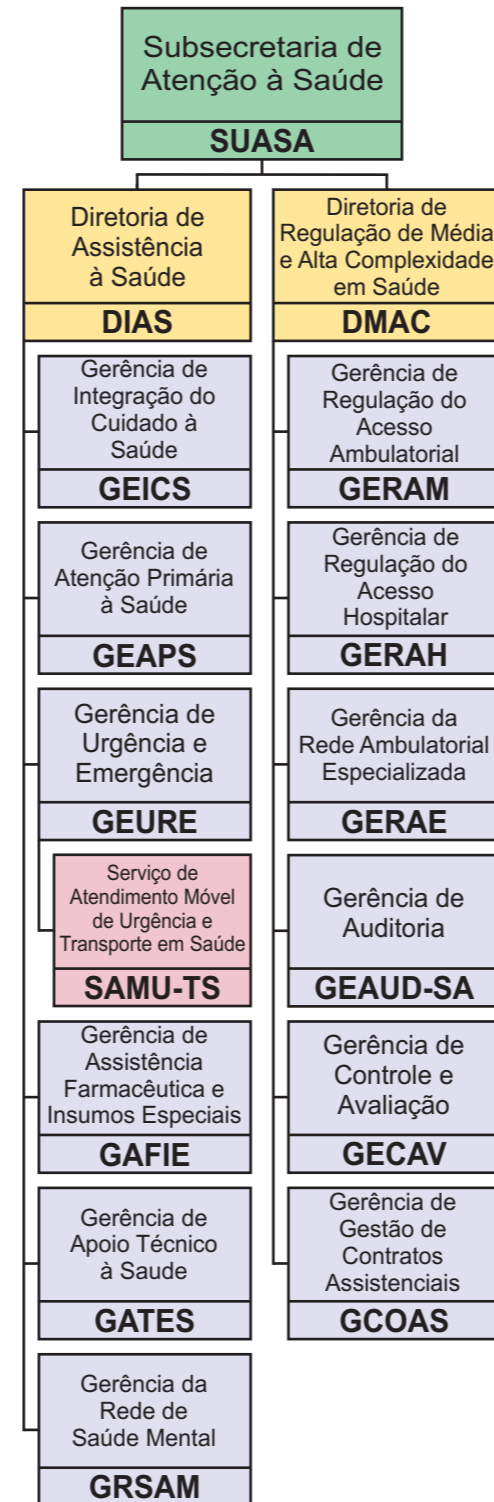 Subsecretaria de
Atenção à Saúde
SUASA
Diretoria de
Assistência
à Saúde
DIAS
Gerência de
Integração do
Cuidado à
Saúde
GEICS
Gerência de
Atenção Primária
à Saúde
GEAPS
Gerência de
Urgência e
Emergência
GEURE
Serviço de
Atendimento Móvel
de Urgência e
Transporte em Saúde
SAMU-TS
Gerência de
Assistência
Farmacêutica e
Insumos Especiais
GAFIE
Gerência de
Apoio Técnico
à Saude
GATES
Gerência da
Rede de
Saúde Mental
GRSAM
Diretoria de
Regulação de Média
e Alta Complexidade
em Saúde
DMAC
Gerência de
Regulação do
Acesso
Ambulatorial
GERAM
Gerência de
Regulação do
Acesso
Hospitalar
GERAH
Gerência da
Rede Ambulatorial
Especializada
GERAE
Gerência de
Auditoria
GEAUD-SA
Gerência de
Controle e
Avaliação
GECAV
Gerência de
Gestão de
Contratos
Assistenciais
GCOAS